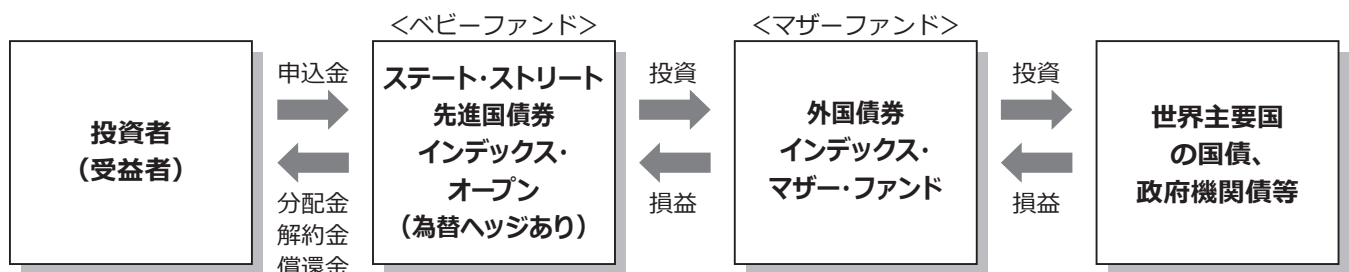 ＜ベビーファンド＞
＜マザーファンド＞
投資者
（受益者）
申込金
分配金
解約金
償還金
ステート・ストリート
先進国債券
インデックス・
オープン
（為替ヘッジあり）
投資
損益
外国債券
インデックス・
マザー・ファンド
投資
損益
世界主要国
の国債、
政府機関債等